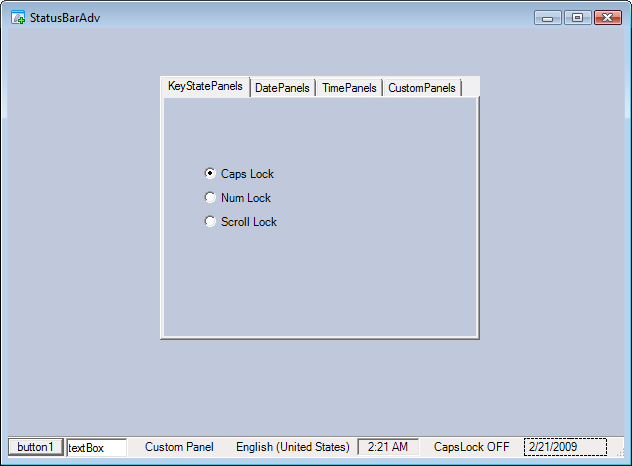 StatusBarAdv
KeyStatePanels DatePanels TimePanels CustomPanels
Caps Lock
Num Lock
Scroll Lock
button1 textBox Custom Panel English (United States) 2:21 AM CapsLock OFF 2/21/2009